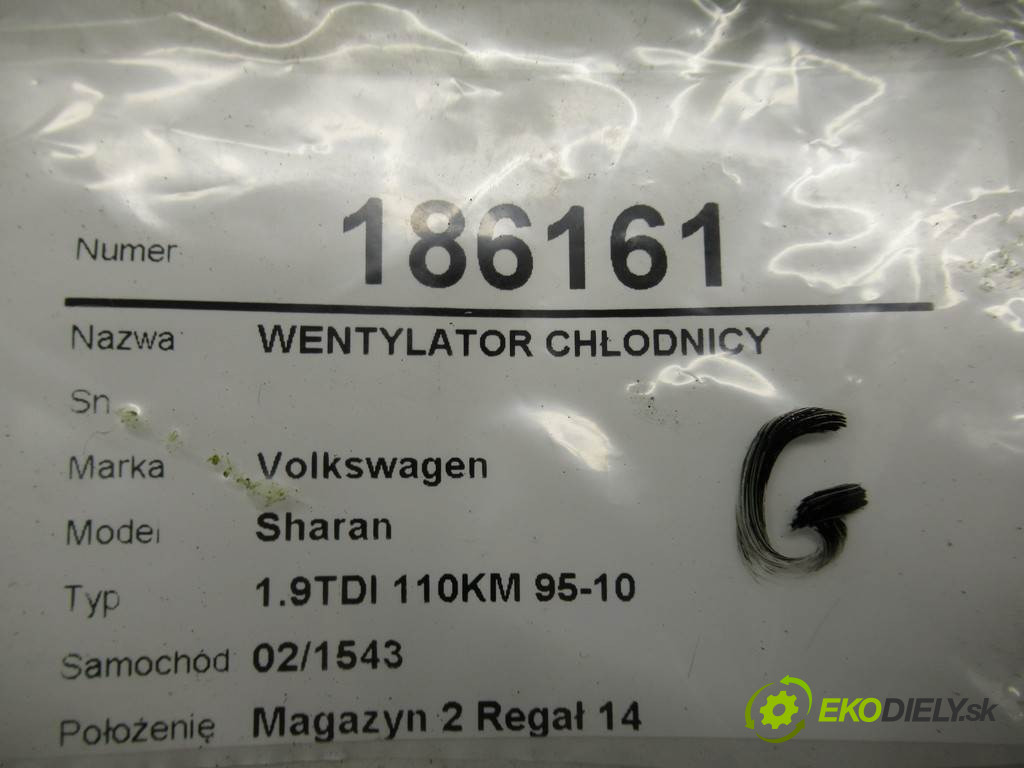 Numer 186161
Nazwa WENTYLATOR CHŁODNICY
Sn
Marka Volkswagen
Model Sharan
G
Typ 1.9TDI 110KM 95-10
Samochód 02/1543
Położenie Magazyn 2 Regał 14
EKODIELY.sk